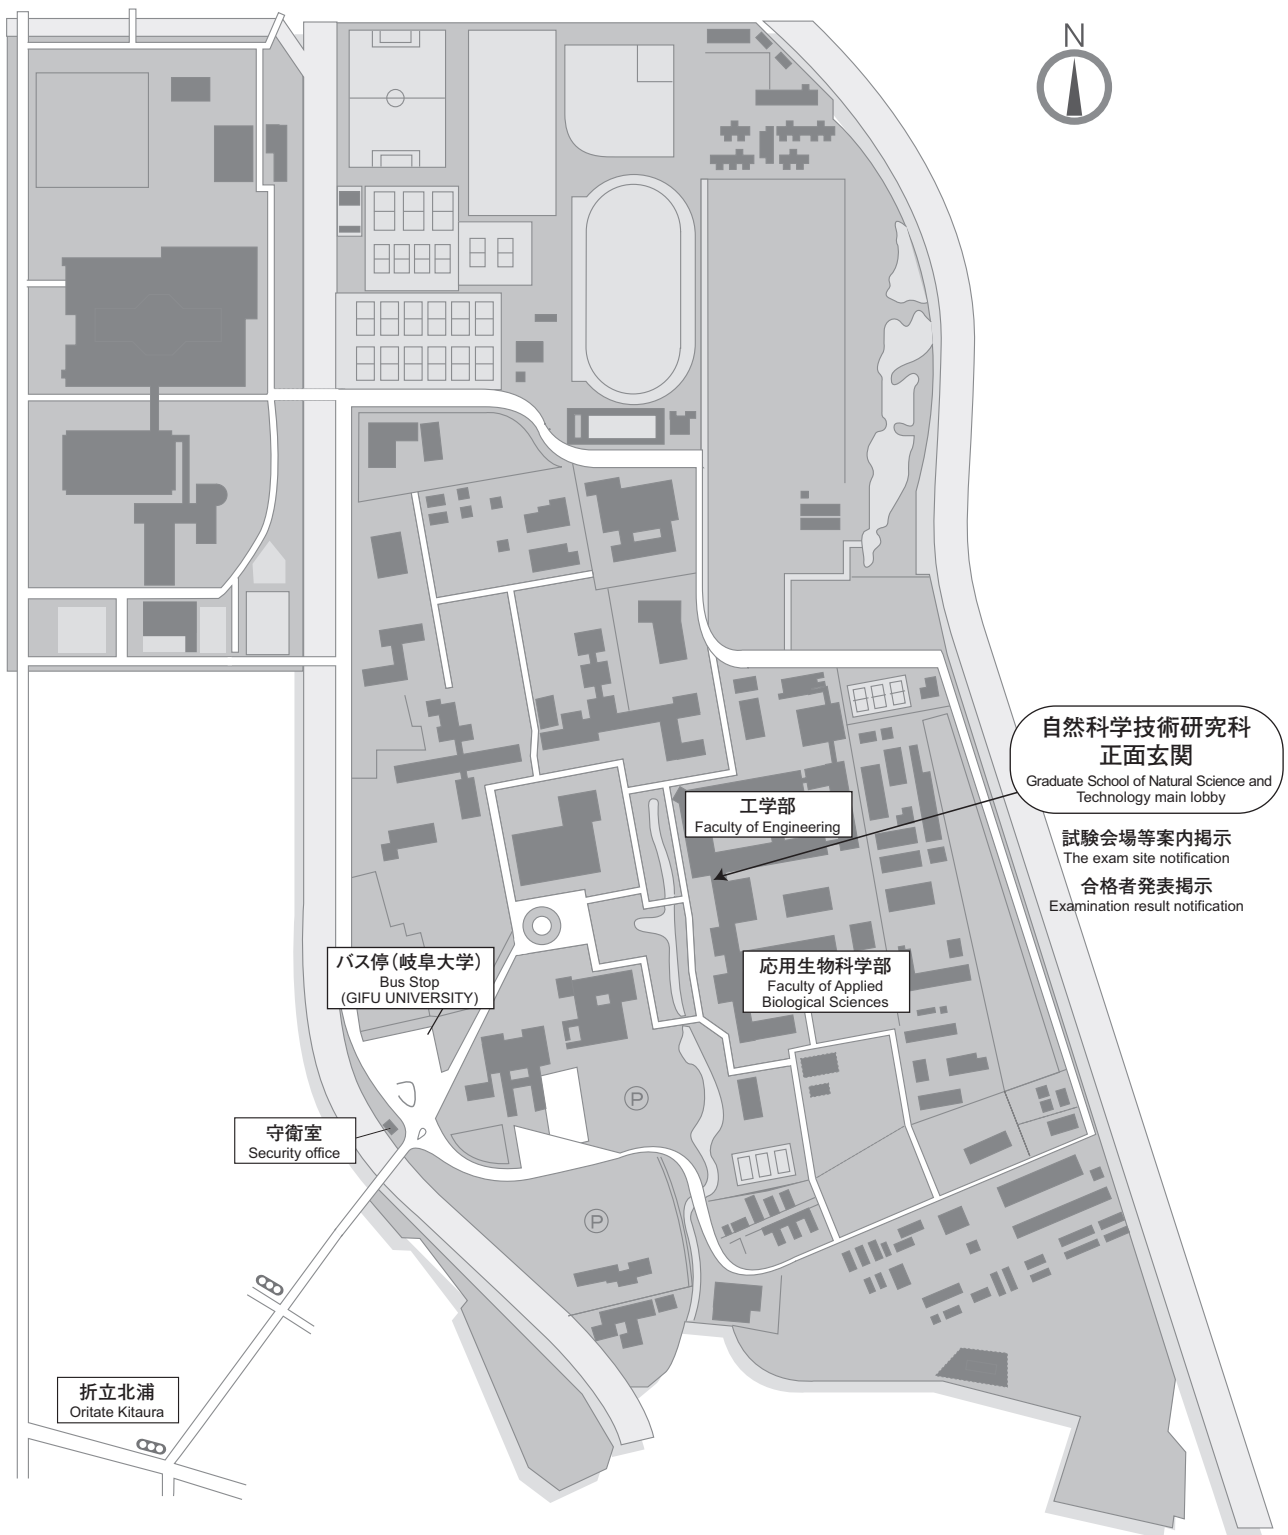 N
自然科学技術研究科
正面玄関
Graduate School of Natural Science and
Technology main lobby
工学部
Faculty of Engineering
試験会場等案内掲示
The exam site notification
合格者発表掲示
Examination result notification
バス停(岐阜大学)
Bus Stop
(GIFU UNIVERSITY)
応用生物科学部
Faculty of Applied
Biological Sciences
P
守衛室
Security office
P
折立北浦
Oritate Kitaura